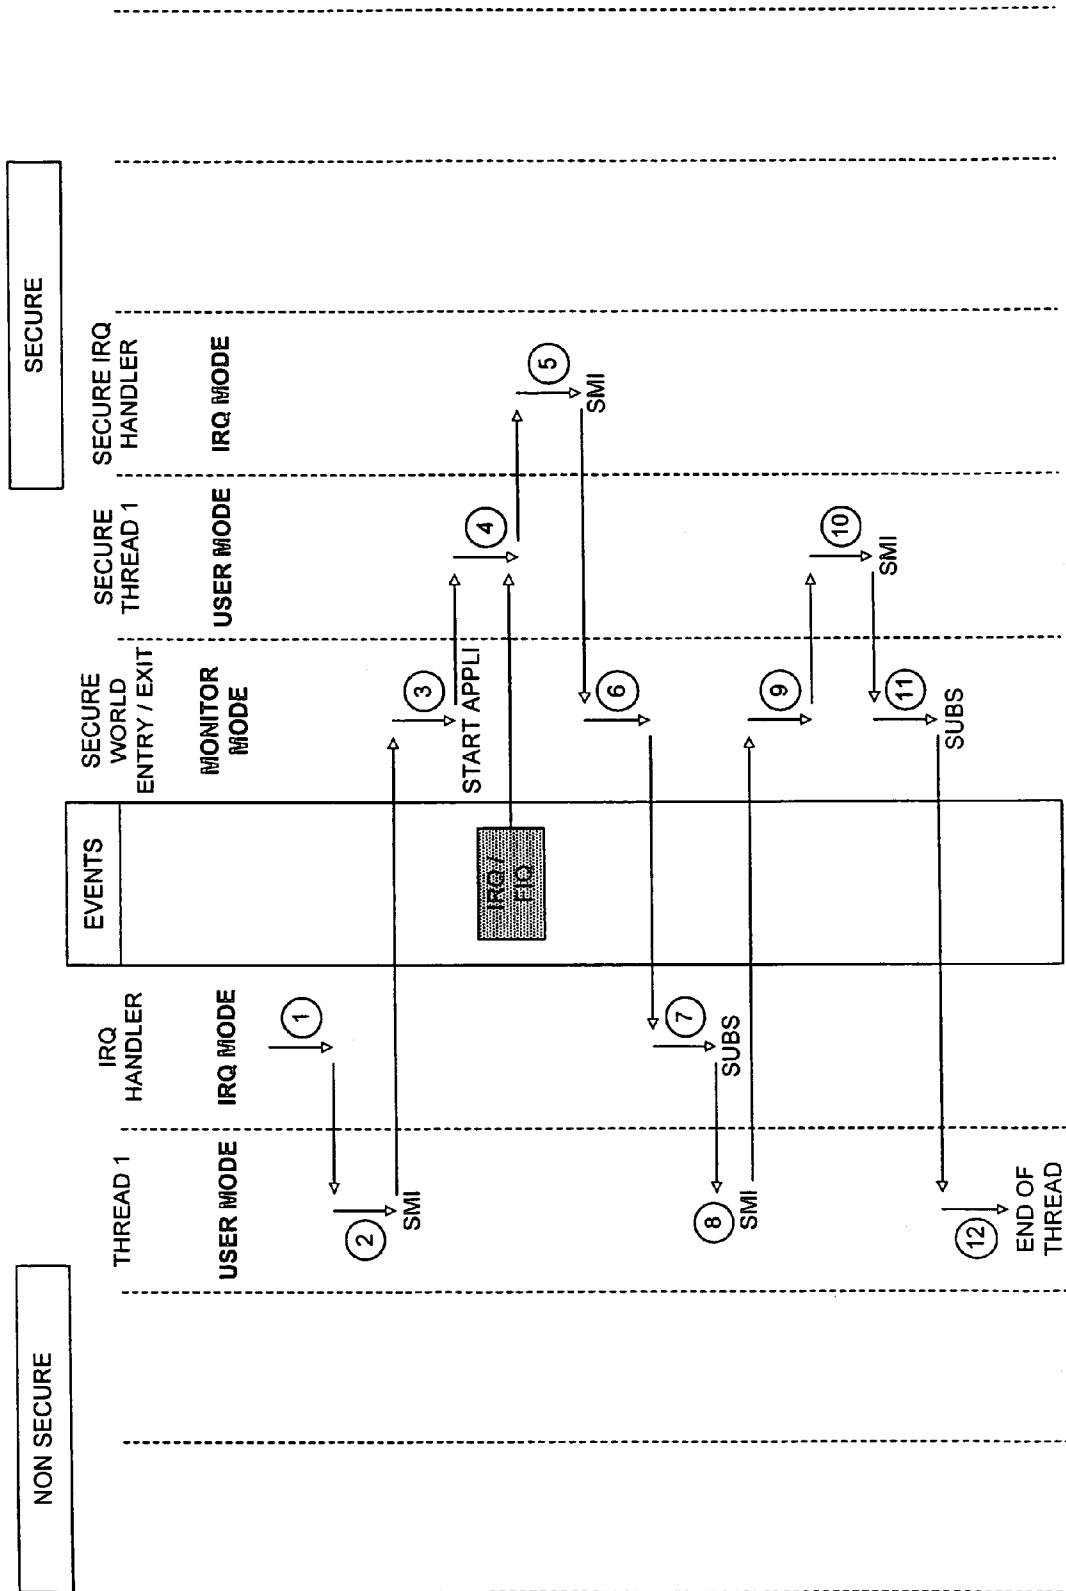 NON SECURE
SECURE
THREAD 1
USER MODE
IRQ
HANDLER
IRQ MODE
EVENTS
SECURE
WORLD
ENTRY / EXIT
MONITOR
MODE
SECURE
THREAD 1
USER MODE
SECURE IRQ
HANDLER
IRQ MODE
1
2
SMI
3
START APPLI
4
IRQ /
FIQ
5
SMI
6
7
SUBS
8
SMI
9
10
SMI
11
SUBS
12
END OF
THREAD